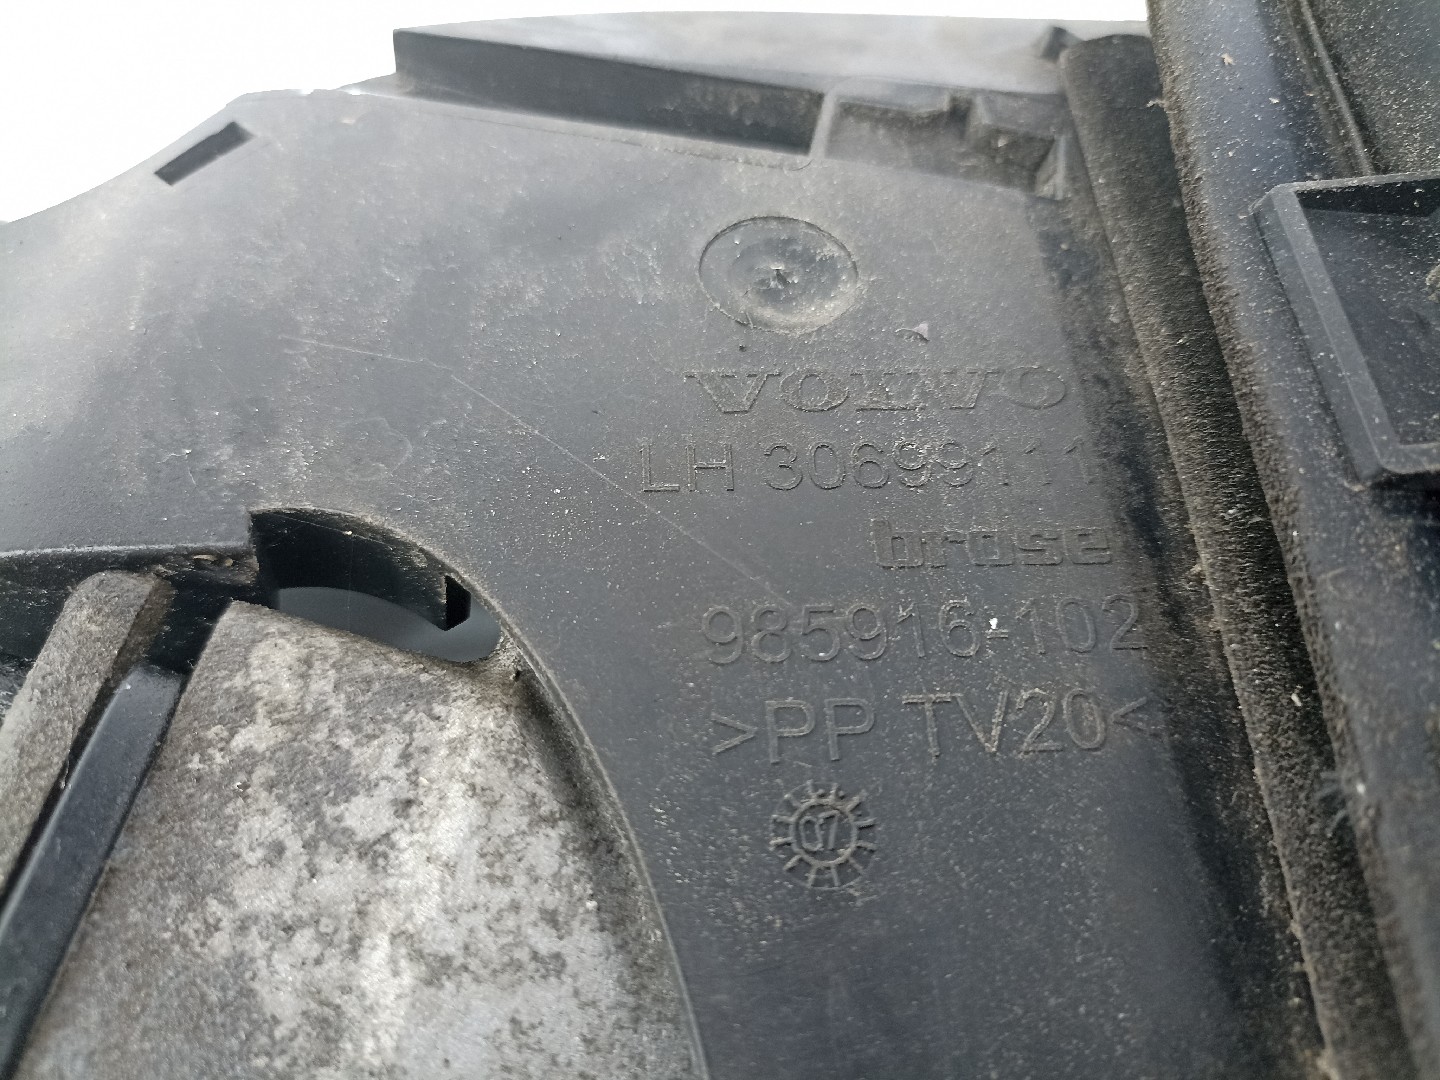 VOLVO
LH 30699111
brose
985916-102
>PP TV20<
07